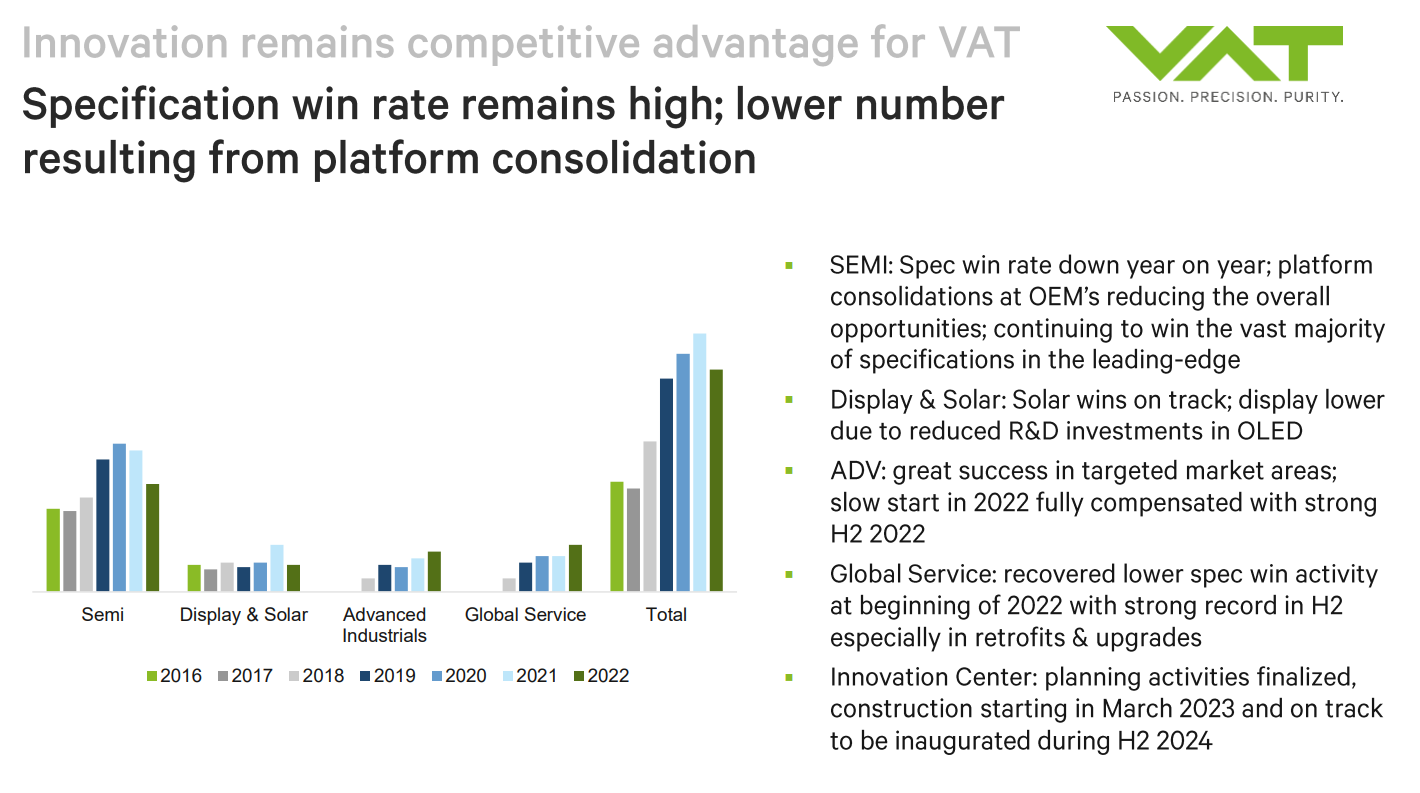 Innovation remains competitive advantage for VAT
VAT
PASSION. PRECISION. PURITY.
Specification win rate remains high; lower number
resulting from platform consolidation
Semi
Display & Solar
Advanced
Industrials
Global Service
Total
2016 2017 2018 2019 2020 2021 2022
SEMI: Spec win rate down year on year; platform
consolidations at OEM’s reducing the overall
opportunities; continuing to win the vast majority
of specifications in the leading-edge
Display & Solar: Solar wins on track; display lower
due to reduced R&D investments in OLED
ADV: great success in targeted market areas;
slow start in 2022 fully compensated with strong
H2 2022
Global Service: recovered lower spec win activity
at beginning of 2022 with strong record in H2
especially in retrofits & upgrades
Innovation Center: planning activities finalized,
construction starting in March 2023 and on track
to be inaugurated during H2 2024